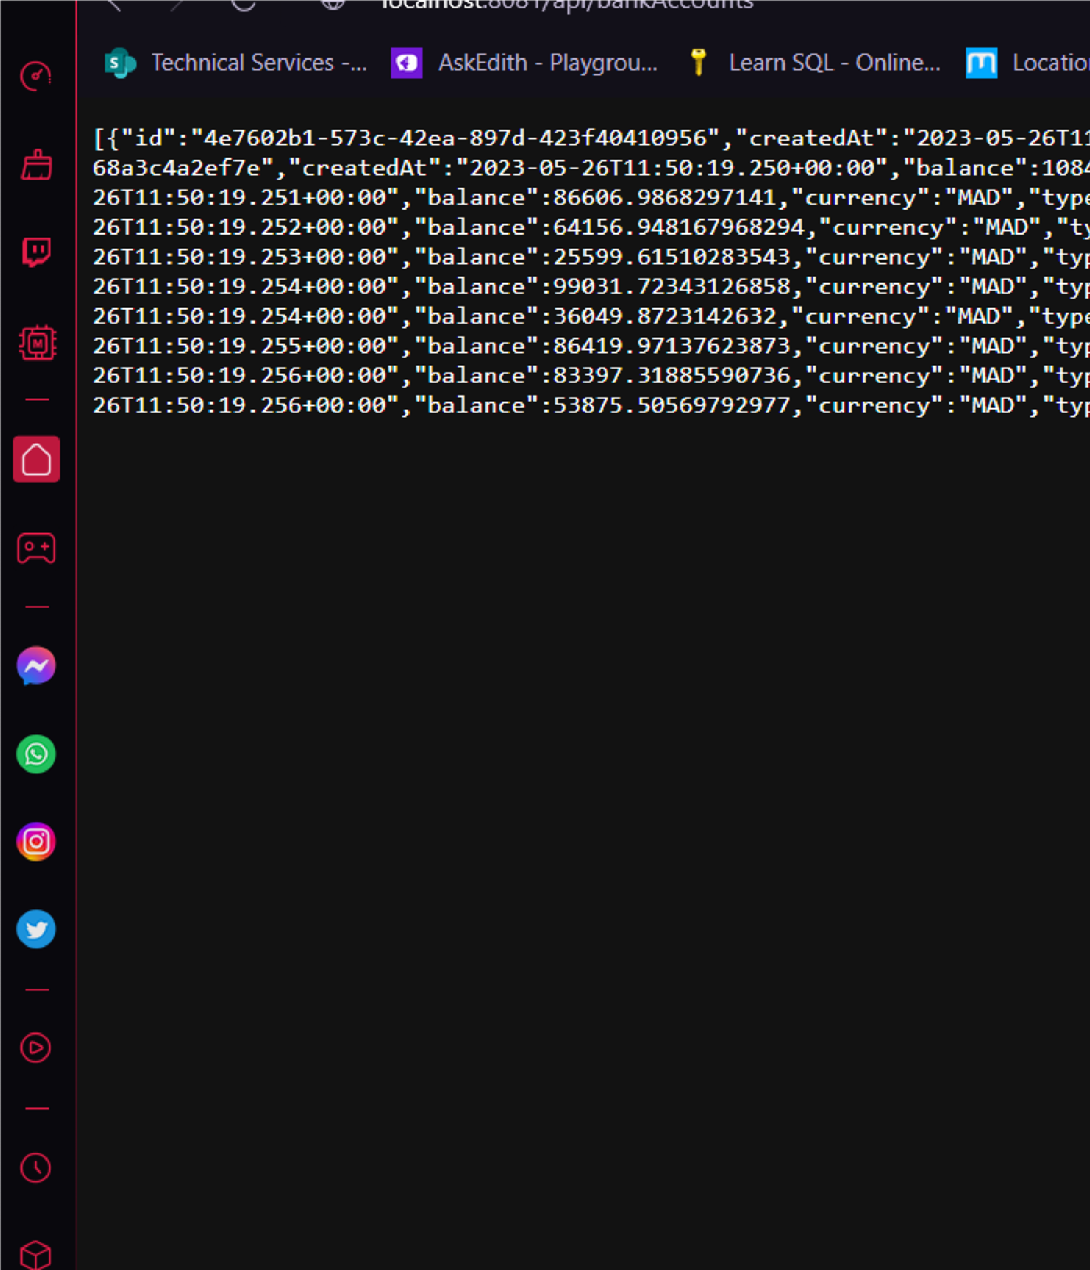 localhost:8081/api/bankAccounts
Technical Services -... AskEdith - Playgrou... Learn SQL - Online... Location
[{"id":"4e7602b1-573c-42ea-897d-423f40410956","createdAt":"2023-05-26T11
68a3c4a2ef7e","createdAt":"2023-05-26T11:50:19.250+00:00","balance":1084
26T11:50:19.251+00:00","balance":86606.9868297141,"currency":"MAD","type
26T11:50:19.252+00:00","balance":64156.948167968294,"currency":"MAD","ty
26T11:50:19.253+00:00","balance":25599.61510283543,"currency":"MAD","typ
26T11:50:19.254+00:00","balance":99031.72343126858,"currency":"MAD","typ
26T11:50:19.254+00:00","balance":36049.8723142632,"currency":"MAD","type
26T11:50:19.255+00:00","balance":86419.97137623873,"currency":"MAD","typ
26T11:50:19.256+00:00","balance":83397.31885590736,"currency":"MAD","typ
26T11:50:19.256+00:00","balance":53875.50569792977,"currency":"MAD","typ